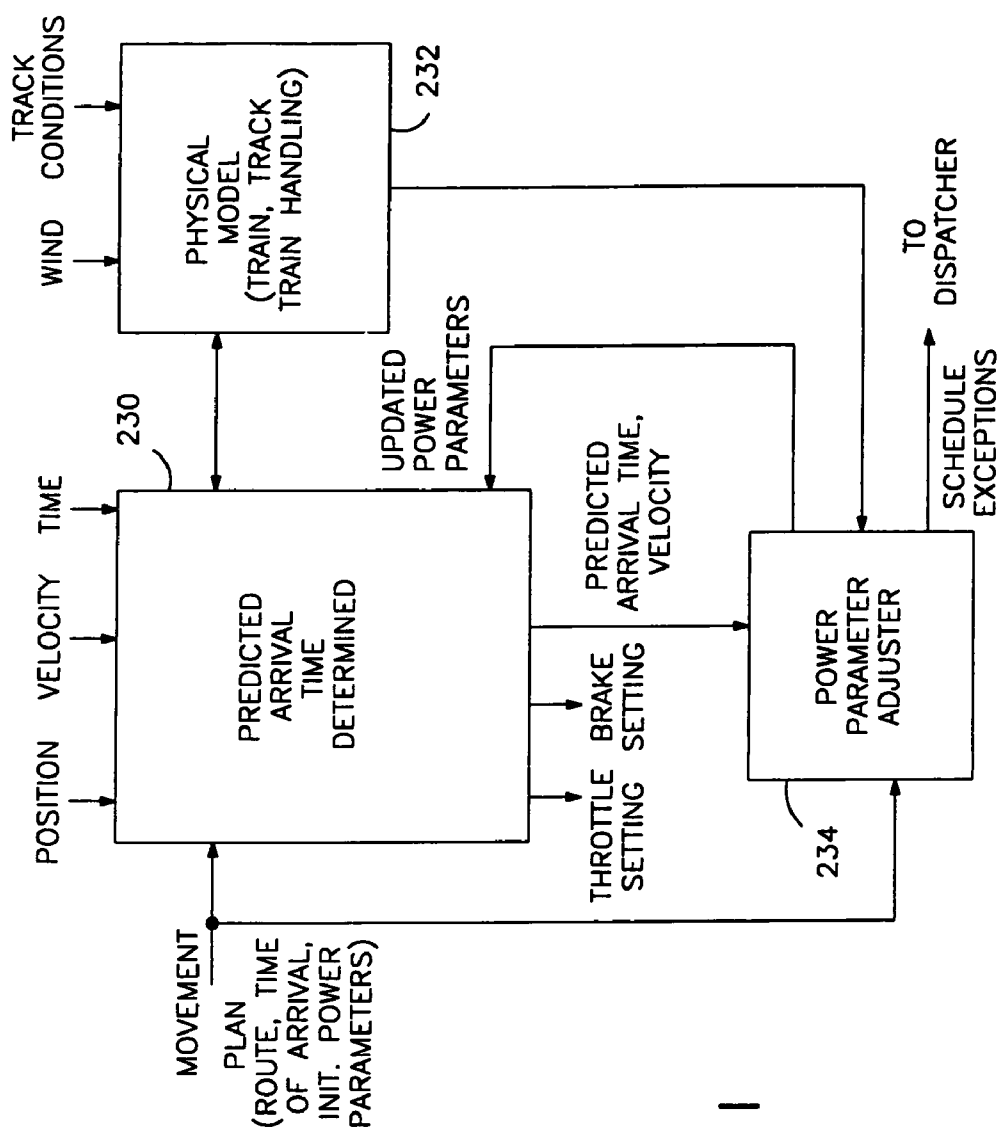 POSITION
VELOCITY
TIME
WIND
TRACK
CONDITIONS
230
MOVEMENT
PLAN
(ROUTE, TIME
OF ARRIVAL,
INIT. POWER
PARAMETERS)
PREDICTED
ARRIVAL
TIME
DETERMINED
PHYSICAL
MODEL
(TRAIN, TRACK
TRAIN HANDLING)
232
UPDATED
POWER
PARAMETERS
THROTTLE
SETTING
BRAKE
SETTING
PREDICTED
ARRIVAL TIME,
VELOCITY
234
POWER
PARAMETER
ADJUSTER
SCHEDULE
EXCEPTIONS
TO
DISPATCHER